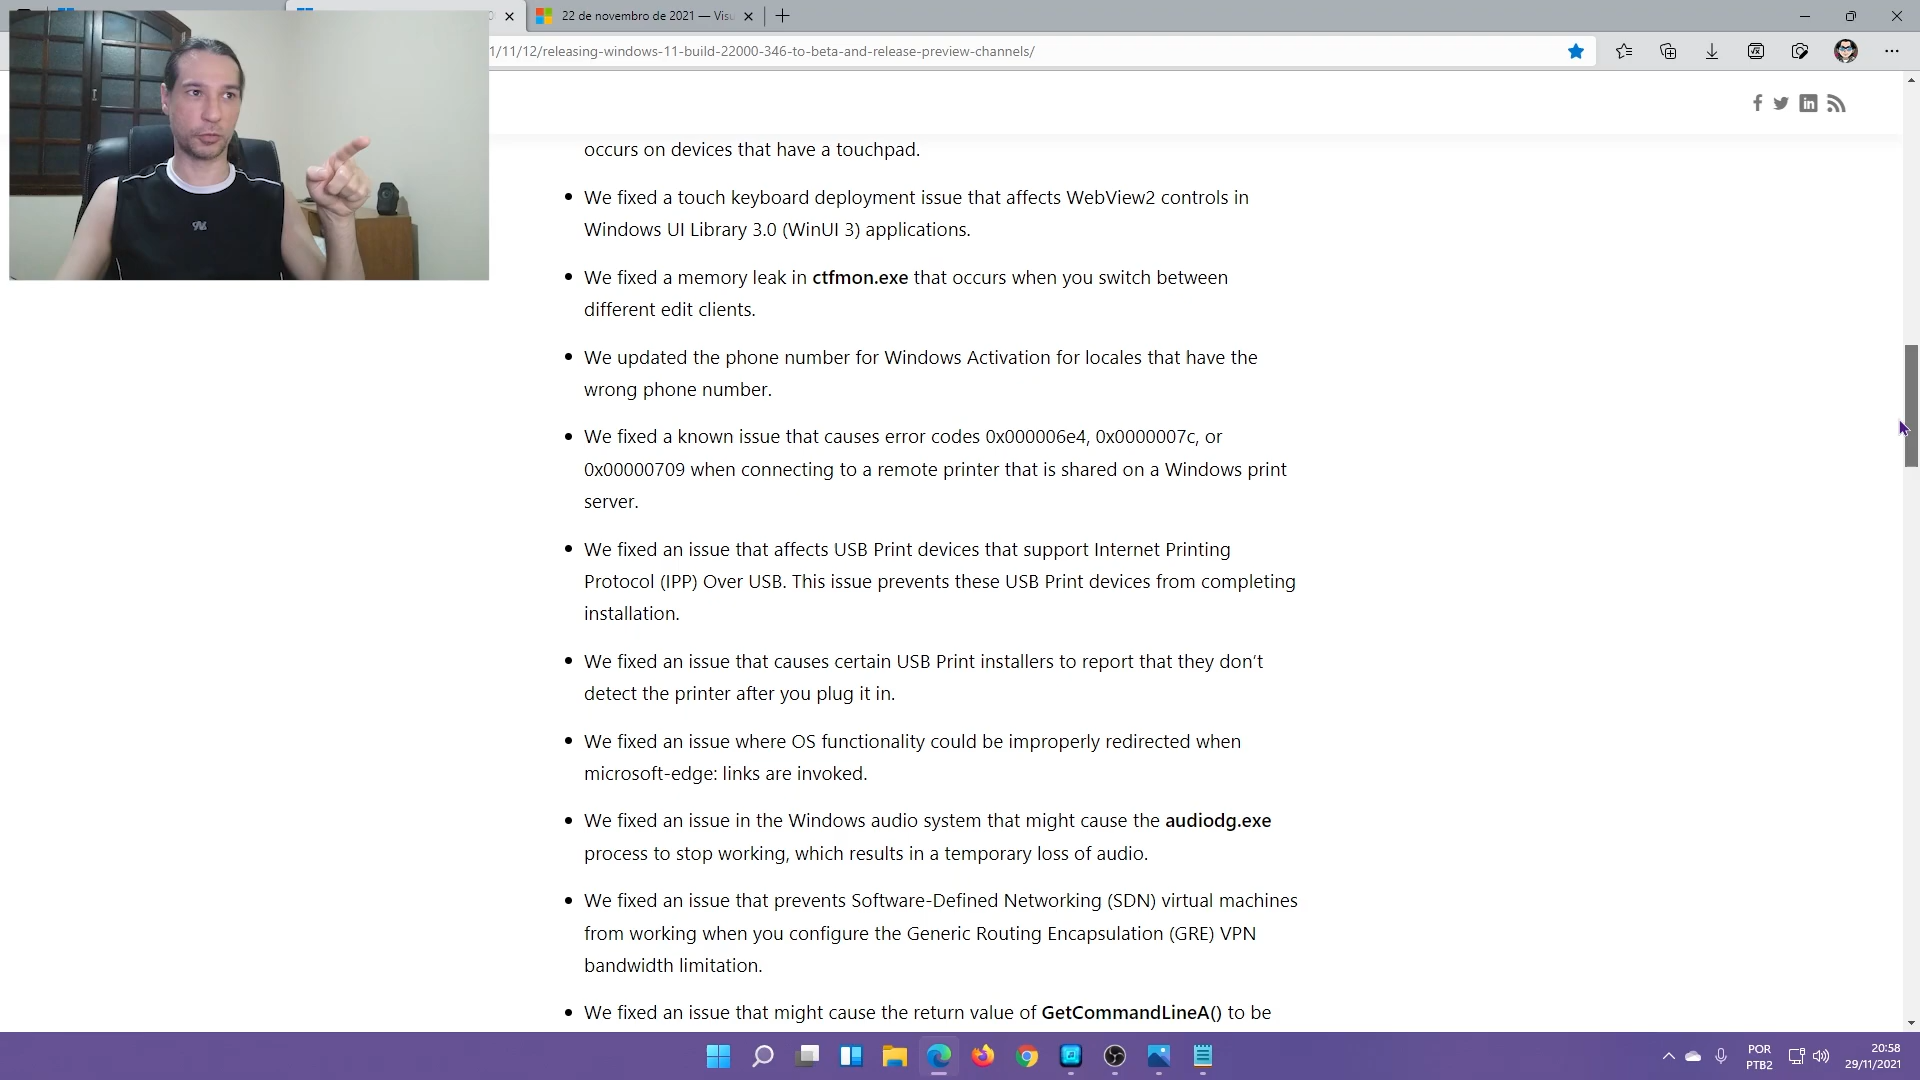 22 de novembro de 2021 — Visu
1/11/12/releasing-windows-11-build-22000-346-to-beta-and-release-preview-channels/
occurs on devices that have a touchpad.
We fixed a touch keyboard deployment issue that affects WebView2 controls in
Windows UI Library 3.0 (WinUI 3) applications.
We fixed a memory leak in ctfmon.exe that occurs when you switch between
different edit clients.
We updated the phone number for Windows Activation for locales that have the
wrong phone number.
We fixed a known issue that causes error codes 0x000006e4, 0x0000007c, or
0x00000709 when connecting to a remote printer that is shared on a Windows print
server.
We fixed an issue that affects USB Print devices that support Internet Printing
Protocol (IPP) Over USB. This issue prevents these USB Print devices from completing
installation.
We fixed an issue that causes certain USB Print installers to report that they don’t
detect the printer after you plug it in.
We fixed an issue where OS functionality could be improperly redirected when
microsoft-edge: links are invoked.
We fixed an issue in the Windows audio system that might cause the audiodg.exe
process to stop working, which results in a temporary loss of audio.
We fixed an issue that prevents Software-Defined Networking (SDN) virtual machines
from working when you configure the Generic Routing Encapsulation (GRE) VPN
bandwidth limitation.
We fixed an issue that might cause the return value of GetCommandLineA() to be
POR
PTB2
20:58
29/11/2021